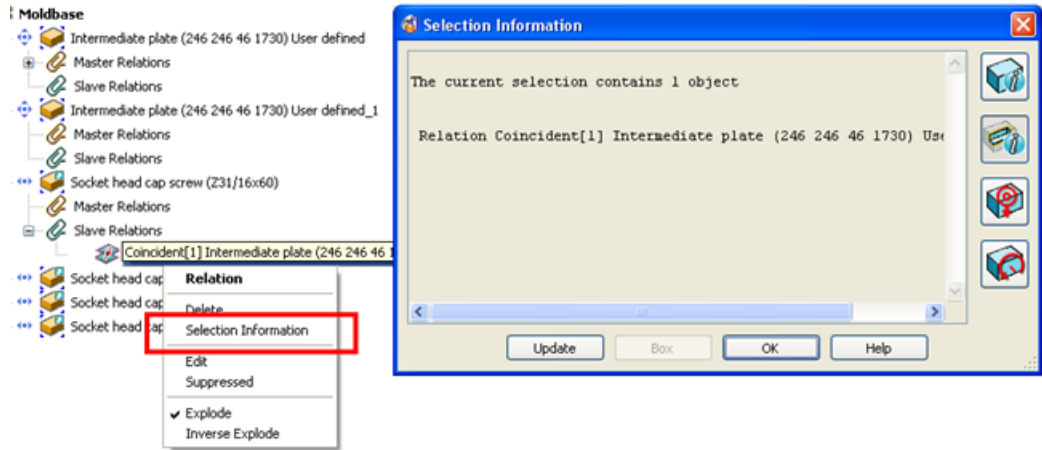 Moldbase
Intermediate plate (246 246 46 1730) User defined
Master Relations
Slave Relations
Intermediate plate (246 246 46 1730) User defined_1
Master Relations
Slave Relations
Socket head cap screw (Z31/16x60)
Master Relations
Slave Relations
Coincident[1] Intermediate plate (246 246 46 1
Socket head cap
Socket head cap
Socket head cap
Relation
Delete
Selection Information
Edit
Suppressed
Explode
Inverse Explode
Selection Information
The current selection contains 1 object
Relation Coincident[1] Intermediate plate (246 246 46 1730) Use
Update
Box
OK
Help